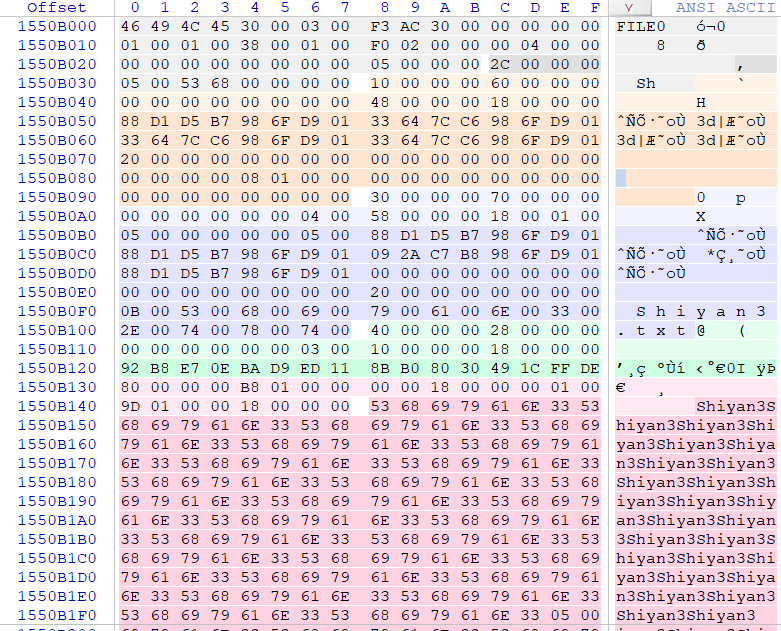 Offset 0 1 2 3 4 5 6 7 8 9 A B C D E F ANSI ASCII
1550B000 46 49 4C 45 30 00 03 00 F3 AC 30 00 00 00 00 00 FILE0 ó¬0
1550B010 01 00 01 00 38 00 01 00 F0 02 00 00 00 04 00 00 8 ð
1550B020 00 00 00 00 00 00 00 00 05 00 00 00 2C 00 00 00 ,
1550B030 05 00 53 68 00 00 00 00 10 00 00 00 60 00 00 00 Sh `
1550B040 00 00 00 00 00 00 00 00 48 00 00 00 18 00 00 00 H
1550B050 88 D1 D5 B7 98 6F D9 01 33 64 7C C6 98 6F D9 01 ˆÑÕ·˜oÙ 3d|Æ˜oÙ
1550B060 33 64 7C C6 98 6F D9 01 33 64 7C C6 98 6F D9 01 3d|Æ˜oÙ 3d|Æ˜oÙ
1550B070 20 00 00 00 00 00 00 00 00 00 00 00 00 00 00 00
1550B080 00 00 00 00 08 01 00 00 00 00 00 00 00 00 00 00
1550B090 00 00 00 00 00 00 00 00 30 00 00 00 70 00 00 00 0 p
1550B0A0 00 00 00 00 00 00 04 00 58 00 00 00 18 00 01 00 X
1550B0B0 05 00 00 00 00 00 05 00 88 D1 D5 B7 98 6F D9 01 ˆÑÕ·˜oÙ
1550B0C0 88 D1 D5 B7 98 6F D9 01 09 2A C7 B8 98 6F D9 01 ˆÑÕ·˜oÙ *Ç¸˜oÙ
1550B0D0 88 D1 D5 B7 98 6F D9 01 00 00 00 00 00 00 00 00 ˆÑÕ·˜oÙ
1550B0E0 00 00 00 00 00 00 00 00 20 00 00 00 00 00 00 00
1550B0F0 0B 00 53 00 68 00 69 00 79 00 61 00 6E 00 33 00 S h i y a n 3
1550B100 2E 00 74 00 78 00 74 00 40 00 00 00 28 00 00 00 . t x t @ (
1550B110 00 00 00 00 00 00 03 00 10 00 00 00 18 00 00 00
1550B120 92 B8 E7 0E BA D9 ED 11 8B B0 80 30 49 1C FF DE ’¸ç ºÙí ‹°€0I ÿÞ
1550B130 80 00 00 00 B8 01 00 00 00 00 18 00 00 00 01 00 € ¸
1550B140 9D 01 00 00 18 00 00 00 53 68 69 79 61 6E 33 53 Shiyan3S
1550B150 68 69 79 61 6E 33 53 68 69 79 61 6E 33 53 68 69 hiyan3Shiyan3Shi
1550B160 79 61 6E 33 53 68 69 79 61 6E 33 53 68 69 79 61 yan3Shiyan3Shiya
1550B170 6E 33 53 68 69 79 61 6E 33 53 68 69 79 61 6E 33 n3Shiyan3Shiyan3
1550B180 53 68 69 79 61 6E 33 53 68 69 79 61 6E 33 53 68 Shiyan3Shiyan3Sh
1550B190 69 79 61 6E 33 53 68 69 79 61 6E 33 53 68 69 79 iyan3Shiyan3Shiy
1550B1A0 61 6E 33 53 68 69 79 61 6E 33 53 68 69 79 61 6E an3Shiyan3Shiyan
1550B1B0 33 53 68 69 79 61 6E 33 53 68 69 79 61 6E 33 53 3Shiyan3Shiyan3S
1550B1C0 68 69 79 61 6E 33 53 68 69 79 61 6E 33 53 68 69 hiyan3Shiyan3Shi
1550B1D0 79 61 6E 33 53 68 69 79 61 6E 33 53 68 69 79 61 yan3Shiyan3Shiya
1550B1E0 6E 33 53 68 69 79 61 6E 33 53 68 69 79 61 6E 33 n3Shiyan3Shiyan3
1550B1F0 53 68 69 79 61 6E 33 53 68 69 79 61 6E 33 05 00 Shiyan3Shiyan3